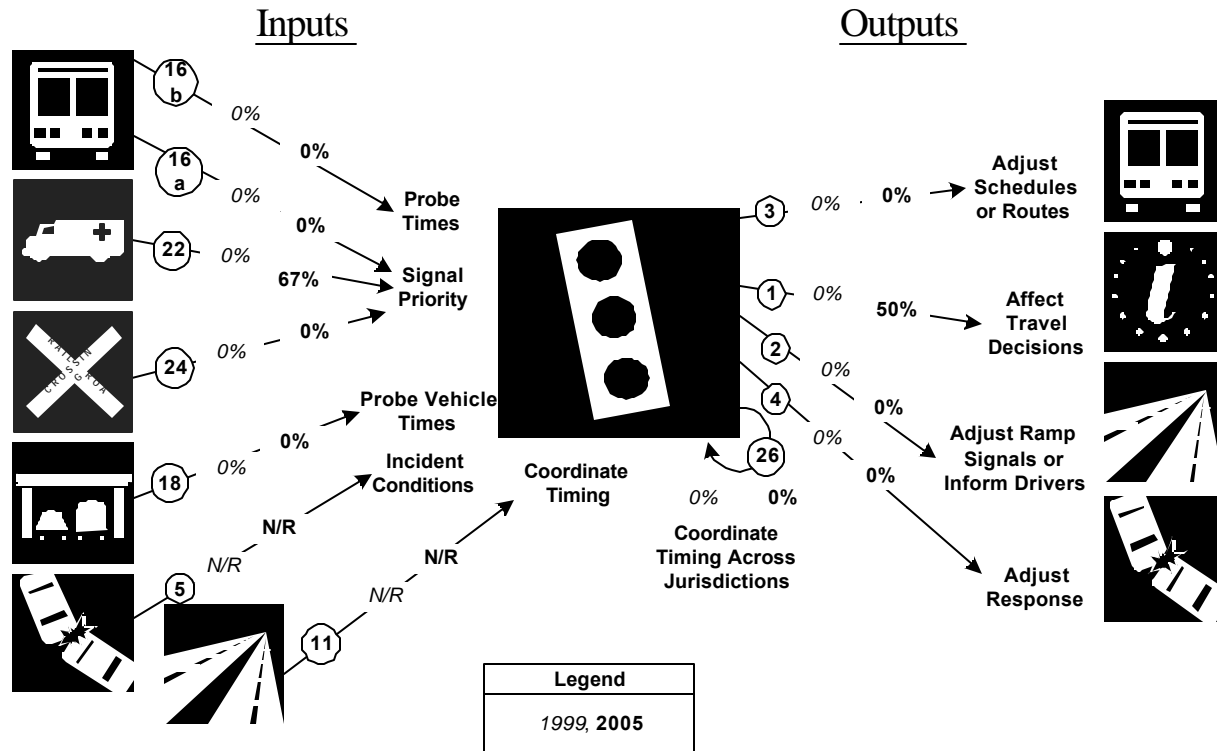 Inputs
Outputs
16
b
0%
0%
Probe
Times
16
a
0%
0%
22
0%
67%
Signal
Priority
RAILROAD
CROSSING
24
0%
0%
18
0%
0%
Probe Vehicle
Times
5
N/R
N/R
Incident
Conditions
11
N/R
N/R
Coordinate
Timing
3
0%
0%
Adjust
Schedules
or Routes
1
0%
50%
Affect
Travel
Decisions
2
0%
0%
Adjust Ramp
Signals or
Inform Drivers
4
0%
0%
Adjust
Response
26
0%
0%
Coordinate
Timing Across
Jurisdictions
i
Legend
1999, 2005